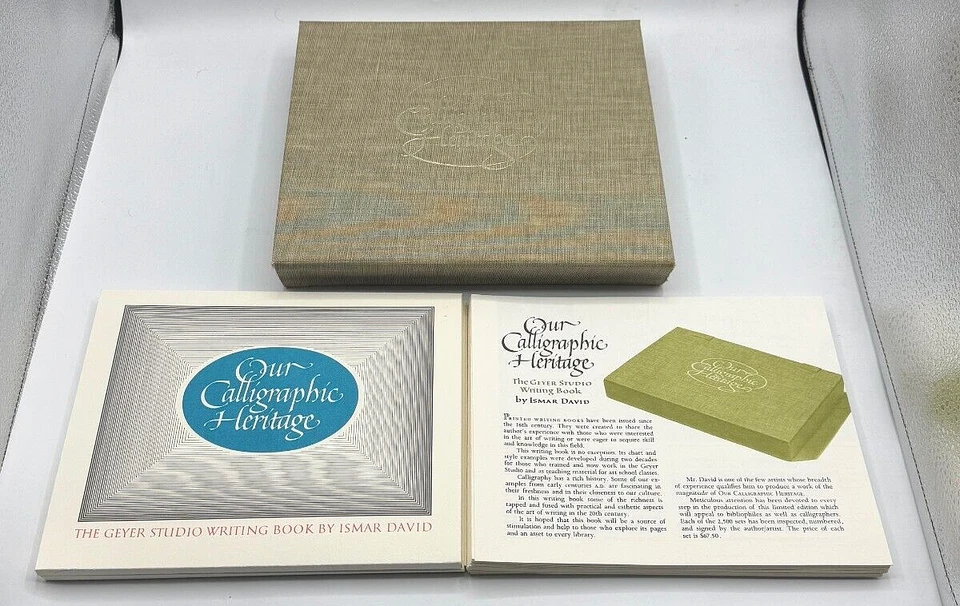 Our
Calligraphic
Heritage
Our
Calligraphic
Heritage
THE GEYER STUDIO WRITING BOOK BY ISMAR DAVID
Our
Calligraphic
Heritage
The GEYER STUDIO
Writing Book
by ISMAR DAVID
PRINTED WRITING BOOKS have been issued since
the 16th century. They were created to share the
author's experience with those who were interested
in the art of writing or were eager to acquire skill
and knowledge in this field.
This writing book is no exception. Its chart and
style examples were developed during two decades
for those who trained and now work in the Geyer
Studio and as teaching material for art school classes.
Calligraphy has a rich history. Some of our ex-
amples from early centuries A.D. are fascinating in
their freshness and in their closeness to our culture.
In this writing book some of the richness is
tapped and fused with practical and esthetic aspects
of the art of writing in the 20th century.
It is hoped that this book will be a source of
stimulation and help to those who explore its pages
and an asset to every library.
Our
Calligraphic
Heritage
Mr. David is one of the few artists whose breadth
of experience qualifies him to produce a work of the
magnitude of OUR CALLIGRAPHIC HERITAGE.
Meticulous attention has been devoted to every
step in the production of this limited edition which
will appeal to bibliophiles as well as calligraphers.
Each of the 2,500 sets has been inspected, numbered,
and signed by the author/artist. The price of each
set is $67.50.